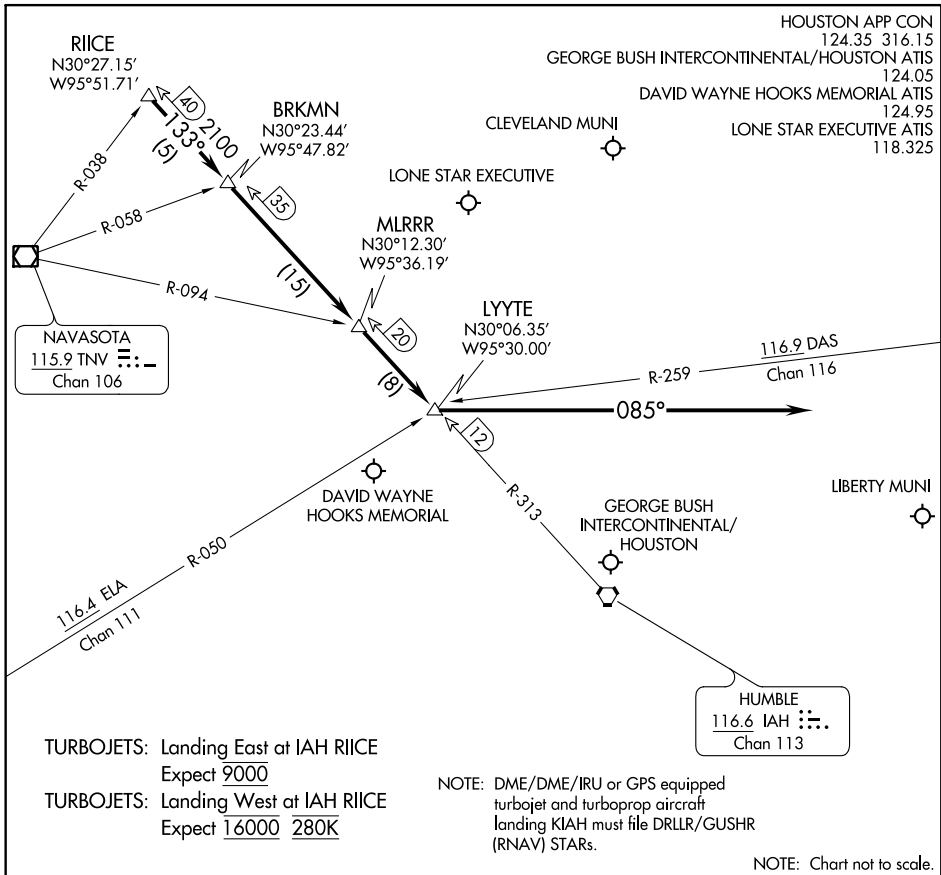 HOUSTON APP CON
124.35 316.15
GEORGE BUSH INTERCONTINENTAL/HOUSTON ATIS
124.05
DAVID WAYNE HOOKS MEMORIAL ATIS
124.95
LONE STAR EXECUTIVE ATIS
118.325
RIICE
N30°27.15'
W95°51.71'
40
2100
133°
(5)
BRKMN
N30°23.44'
W95°47.82'
CLEVELAND MUNI
R-038
35
LONE STAR EXECUTIVE
R-058
MLRRR
N30°12.30'
W95°36.19'
(15)
R-094
20
NAVASOTA
115.9 TNV
Chan 106
LYYTE
N30°06.35'
W95°30.00'
(8)
116.9 DAS
Chan 116
R-259
085°
12
DAVID WAYNE
HOOKS MEMORIAL
R-313
LIBERTY MUNI
GEORGE BUSH
INTERCONTINENTAL/
HOUSTON
R-050
116.4 ELA
Chan 111
HUMBLE
116.6 IAH
Chan 113
TURBOJETS: Landing East at IAH RIICE
Expect 9000
TURBOJETS: Landing West at IAH RIICE
Expect 16000 280K
NOTE: DME/DME/IRU or GPS equipped
turbojet and turboprop aircraft
landing KIAH must file DRLLR/GUSHR
(RNAV) STARs.
NOTE: Chart not to scale.